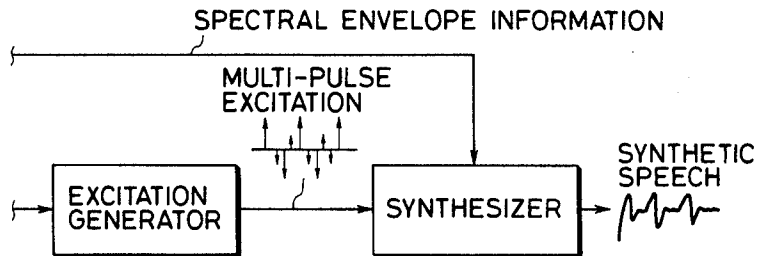 SPECTRAL ENVELOPE INFORMATION
MULTI-PULSE
EXCITATION
EXCITATION
GENERATOR
SYNTHESIZER
SYNTHETIC
SPEECH